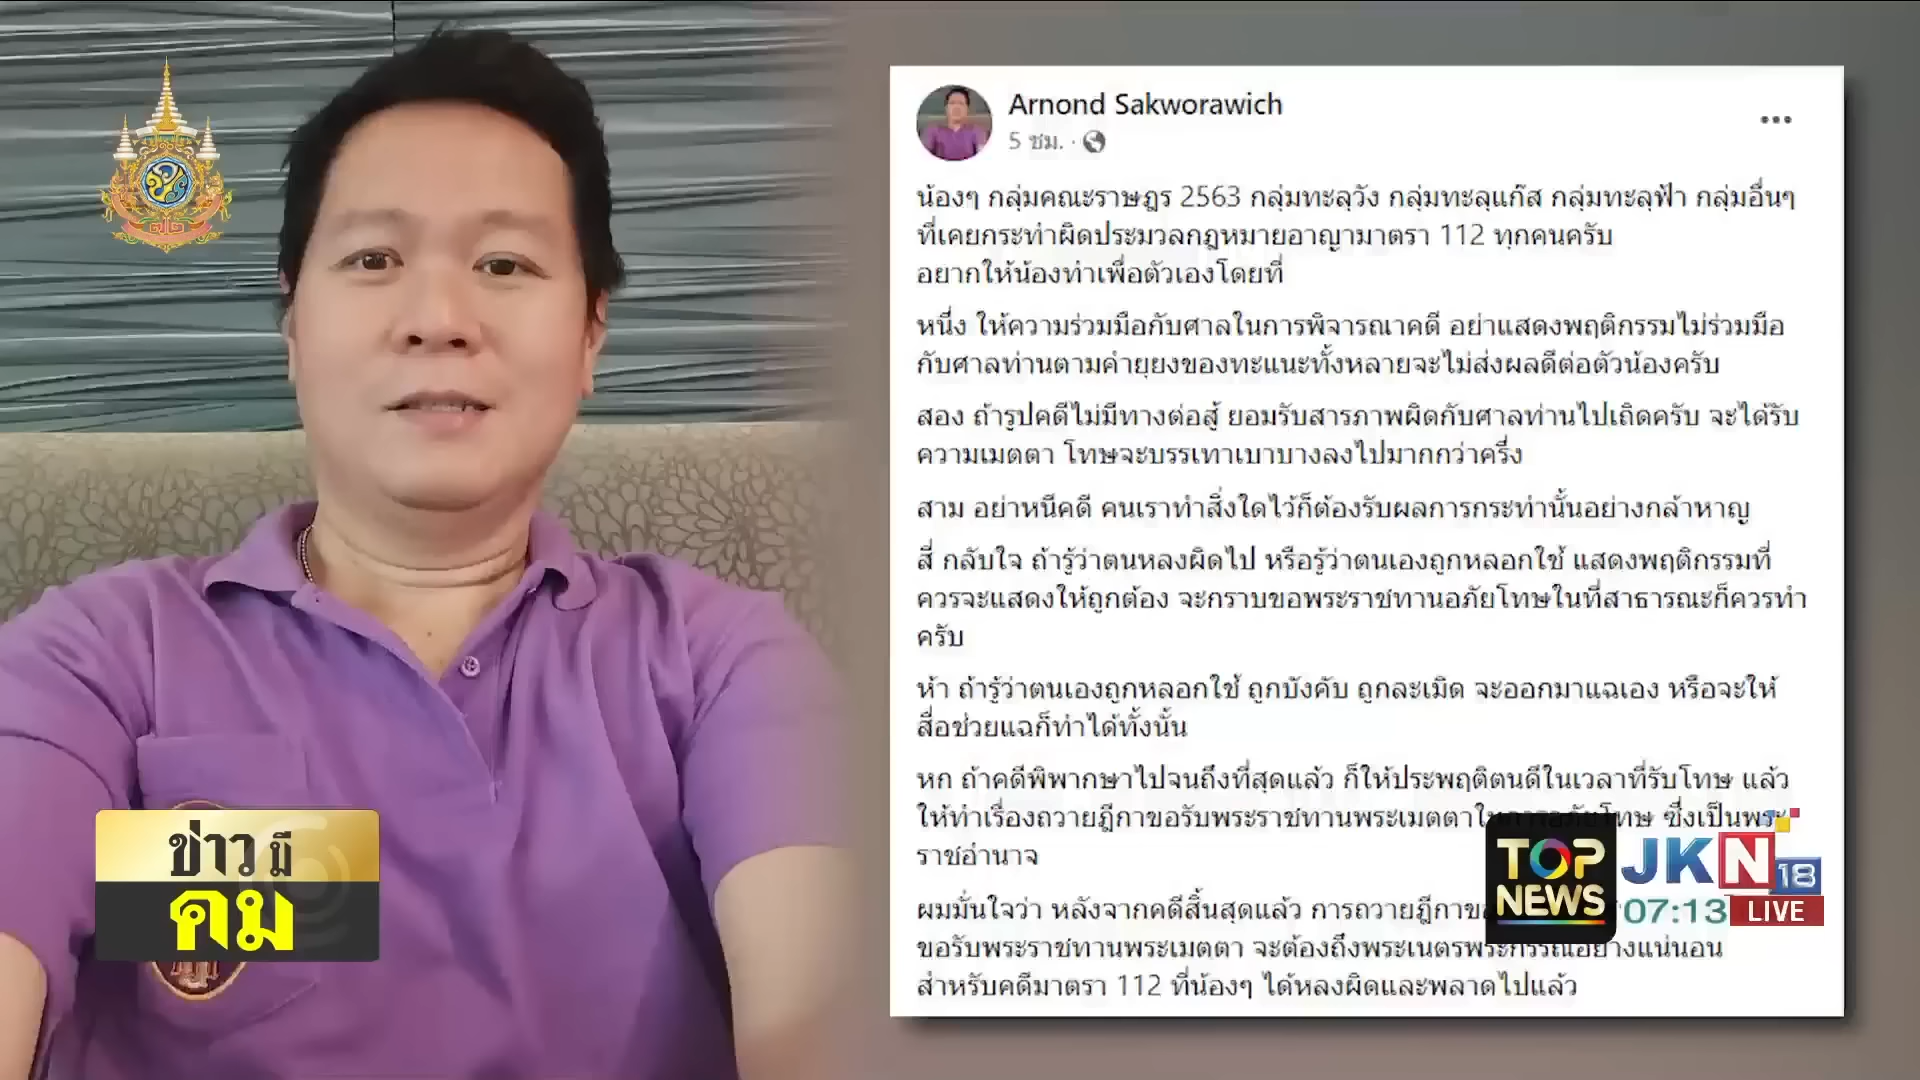 Arnond Sakworawich
5 ชม. ·
น้องๆ กลุ่มคณะราษฎร 2563 กลุ่มทะลุวัง กลุ่มทะลุแก๊ส กลุ่มทะลุฟ้า กลุ่มอื่นๆ
ที่เคยกระทำผิดประมวลกฎหมายอาญามาตรา 112 ทุกคนครับ
อยากให้น้องทำเพื่อตัวเองโดยที่
หนึ่ง ให้ความร่วมมือกับศาลในการพิจารณาคดี อย่าแสดงพฤติกรรมไม่ร่วมมือ
กับศาลท่านตามคำยุยงของทะแนะทั้งหลายจะไม่ส่งผลดีต่อตัวน้องครับ
สอง ถ้ารูปคดีไม่มีทางต่อสู้ ยอมรับสารภาพผิดกับศาลท่านไปเถิดครับ จะได้รับ
ความเมตตา โทษจะบรรเทาเบาบางลงไปมากกว่าครึ่ง
สาม อย่าหนีคดี คนเราทำสิ่งใดไว้ก็ต้องรับผลการกระทำนั้นอย่างกล้าหาญ
สี่ กลับใจ ถ้ารู้ว่าตนหลงผิดไป หรือรู้ว่าตนเองถูกหลอกใช้ แสดงพฤติกรรมที่
ควรจะแสดงให้ถูกต้อง จะกราบขอพระราชทานอภัยโทษในที่สาธารณะก็ควรทำ
ครับ
ห้า ถ้ารู้ว่าตนเองถูกหลอกใช้ ถูกบังคับ ถูกละเมิด จะออกมาแฉเอง หรือจะให้
สื่อช่วยแฉก็ทำได้ทั้งนั้น
หก ถ้าคดีพิพากษาไปจนถึงที่สุดแล้ว ก็ให้ประพฤติตนดีในเวลาที่รับโทษ แล้ว
ให้ทำเรื่องถวายฎีกาขอรับพระราชทานพระเมตตาในการอภัยโทษ ซึ่งเป็นพระ
ราชอำนาจ
ผมมั่นใจว่า หลังจากคดีสิ้นสุดแล้ว การถวายฎีกา
ขอรับพระราชทานพระเมตตา จะต้องถึงพระเนตรพระกรรณอย่างแน่นอน
สำหรับคดีมาตรา 112 ที่น้องๆ ได้หลงผิดและพลาดไปแล้ว
ข่าวมี
คม
TOP
NEWS
JKN
18
07:13
LIVE